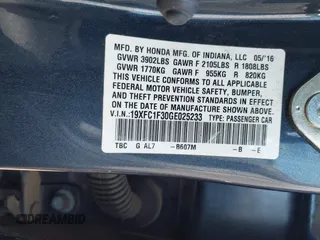 MFD. BY HONDA MFG. OF INDIANA, LLC 05/'16
GVWR 3902LBS GAWR F 2105LBS R 1808LBS
GVWR 1770KG GAWR F 955KG R 820KG
THIS VEHICLE CONFORMS TO ALL APPLICABLE
FEDERAL MOTOR VEHICLE SAFETY, BUMPER,
AND THEFT PREVENTION STANDARDS IN EFFECT
ON THE DATE OF MANUFACTURE SHOWN ABOVE.
V.I.N.: 19XFC1F30GE025233 TYPE: PASSENGER CAR
TBC G AL7 -B607M -B -E
DREAMBID